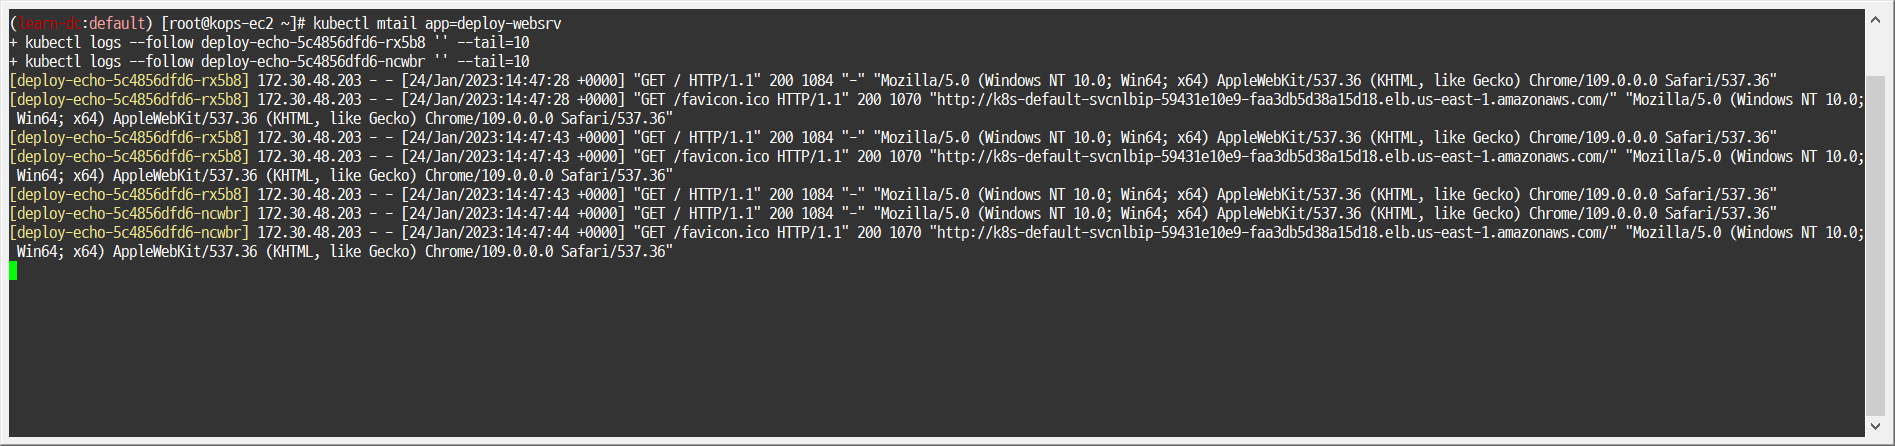 (learn-dc:default) [root@kops-ec2 ~]# kubectl mtail app=deploy-websrv
+ kubectl logs --follow deploy-echo-5c4856dfd6-rx5b8 '' --tail=10
+ kubectl logs --follow deploy-echo-5c4856dfd6-ncwbr '' --tail=10
[deploy-echo-5c4856dfd6-rx5b8] 172.30.48.203 - - [24/Jan/2023:14:47:28 +0000] "GET / HTTP/1.1" 200 1084 "-" "Mozilla/5.0 (Windows NT 10.0; Win64; x64) AppleWebKit/537.36 (KHTML, like Gecko) Chrome/109.0.0.0 Safari/537.36"
[deploy-echo-5c4856dfd6-rx5b8] 172.30.48.203 - - [24/Jan/2023:14:47:28 +0000] "GET /favicon.ico HTTP/1.1" 200 1070 "http://k8s-default-svcnlbip-59431e10e9-faa3db5d38a15d18.elb.us-east-1.amazonaws.com/" "Mozilla/5.0 (Windows NT 10.0;
Win64; x64) AppleWebKit/537.36 (KHTML, like Gecko) Chrome/109.0.0.0 Safari/537.36"
[deploy-echo-5c4856dfd6-rx5b8] 172.30.48.203 - - [24/Jan/2023:14:47:43 +0000] "GET / HTTP/1.1" 200 1084 "-" "Mozilla/5.0 (Windows NT 10.0; Win64; x64) AppleWebKit/537.36 (KHTML, like Gecko) Chrome/109.0.0.0 Safari/537.36"
[deploy-echo-5c4856dfd6-rx5b8] 172.30.48.203 - - [24/Jan/2023:14:47:43 +0000] "GET /favicon.ico HTTP/1.1" 200 1070 "http://k8s-default-svcnlbip-59431e10e9-faa3db5d38a15d18.elb.us-east-1.amazonaws.com/" "Mozilla/5.0 (Windows NT 10.0;
Win64; x64) AppleWebKit/537.36 (KHTML, like Gecko) Chrome/109.0.0.0 Safari/537.36"
[deploy-echo-5c4856dfd6-rx5b8] 172.30.48.203 - - [24/Jan/2023:14:47:43 +0000] "GET / HTTP/1.1" 200 1084 "-" "Mozilla/5.0 (Windows NT 10.0; Win64; x64) AppleWebKit/537.36 (KHTML, like Gecko) Chrome/109.0.0.0 Safari/537.36"
[deploy-echo-5c4856dfd6-ncwbr] 172.30.48.203 - - [24/Jan/2023:14:47:44 +0000] "GET / HTTP/1.1" 200 1084 "-" "Mozilla/5.0 (Windows NT 10.0; Win64; x64) AppleWebKit/537.36 (KHTML, like Gecko) Chrome/109.0.0.0 Safari/537.36"
[deploy-echo-5c4856dfd6-ncwbr] 172.30.48.203 - - [24/Jan/2023:14:47:44 +0000] "GET /favicon.ico HTTP/1.1" 200 1070 "http://k8s-default-svcnlbip-59431e10e9-faa3db5d38a15d18.elb.us-east-1.amazonaws.com/" "Mozilla/5.0 (Windows NT 10.0;
Win64; x64) AppleWebKit/537.36 (KHTML, like Gecko) Chrome/109.0.0.0 Safari/537.36"